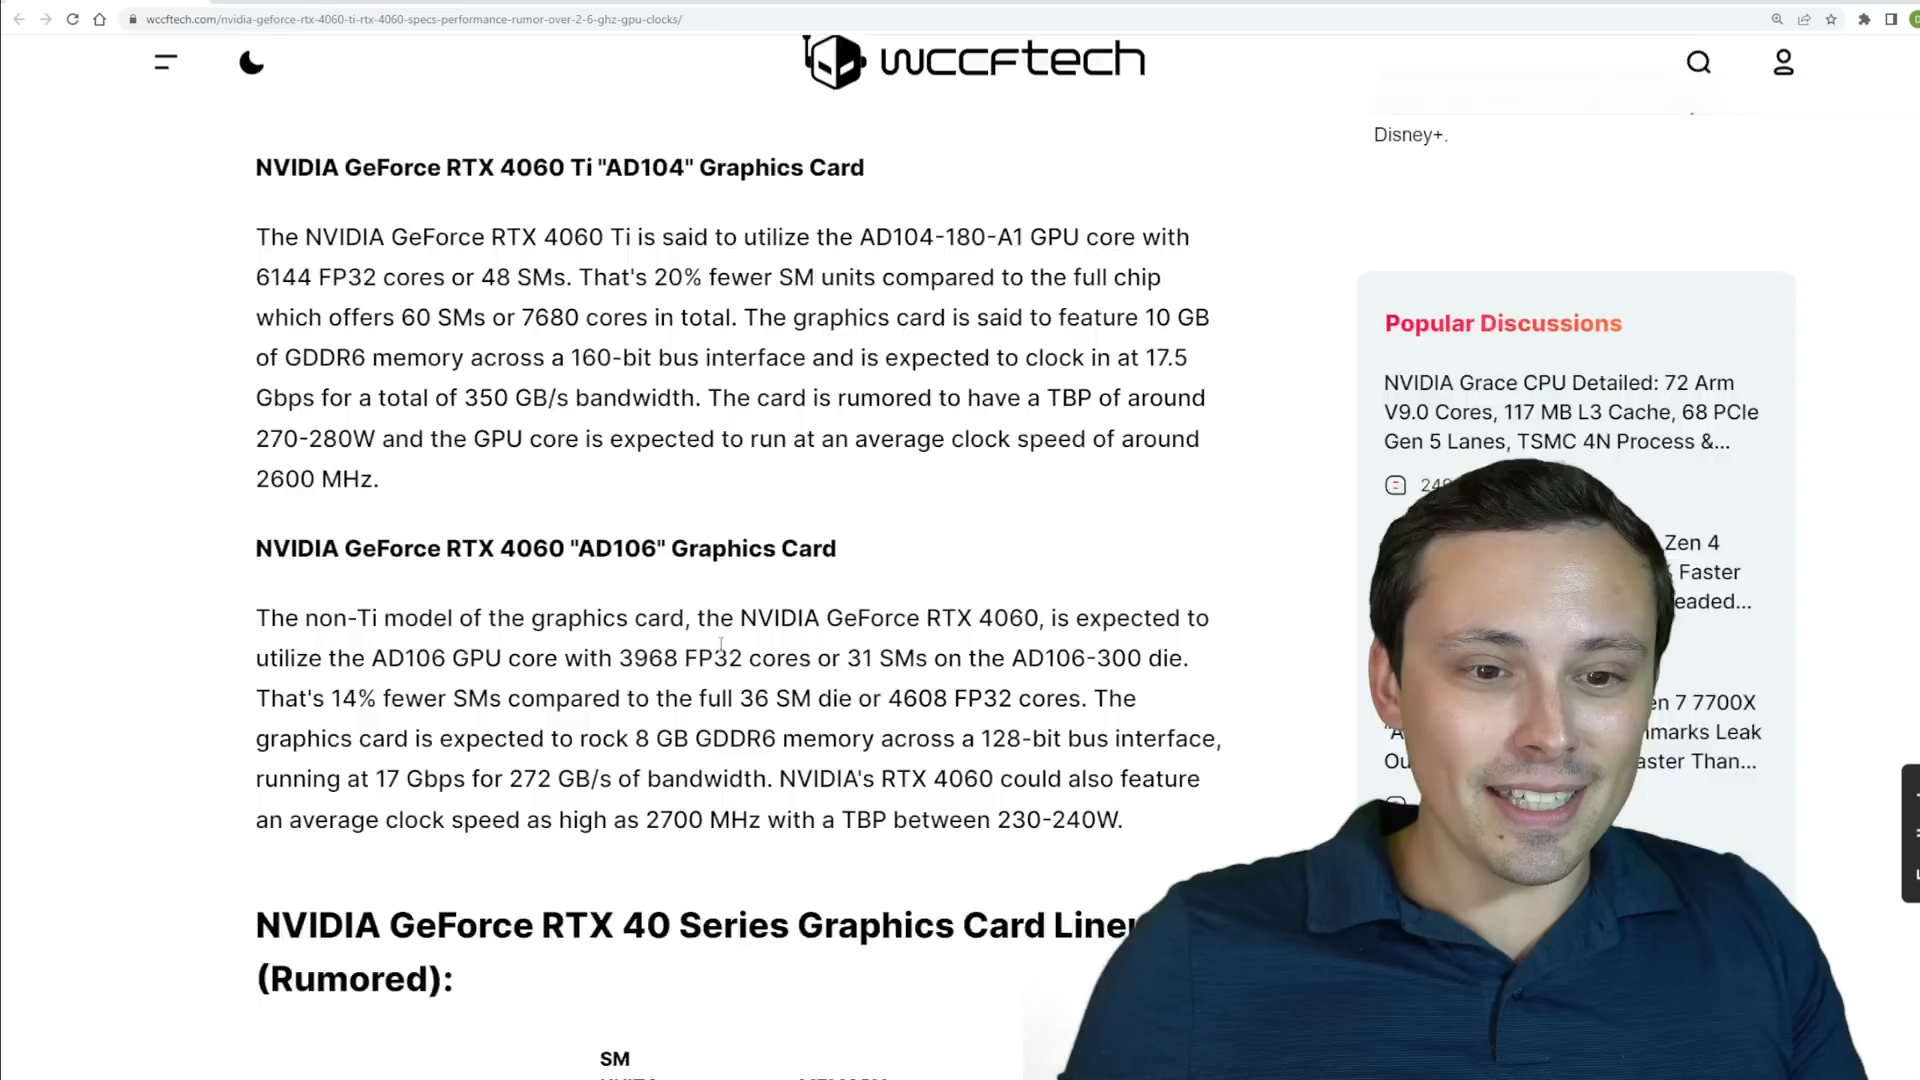 wccftech.com/nvidia-geforce-rtx-4060-ti-rtx-4060-specs-performance-rumor-over-2-6-ghz-gpu-clocks/
wccftech
Disney+.
NVIDIA GeForce RTX 4060 Ti "AD104" Graphics Card
The NVIDIA GeForce RTX 4060 Ti is said to utilize the AD104-180-A1 GPU core with
6144 FP32 cores or 48 SMs. That's 20% fewer SM units compared to the full chip
which offers 60 SMs or 7680 cores in total. The graphics card is said to feature 10 GB
of GDDR6 memory across a 160-bit bus interface and is expected to clock in at 17.5
Gbps for a total of 350 GB/s bandwidth. The card is rumored to have a TBP of around
270-280W and the GPU core is expected to run at an average clock speed of around
2600 MHz.
NVIDIA GeForce RTX 4060 "AD106" Graphics Card
The non-Ti model of the graphics card, the NVIDIA GeForce RTX 4060, is expected to
utilize the AD106 GPU core with 3968 FP32 cores or 31 SMs on the AD106-300 die.
That's 14% fewer SMs compared to the full 36 SM die or 4608 FP32 cores. The
graphics card is expected to rock 8 GB GDDR6 memory across a 128-bit bus interface,
running at 17 Gbps for 272 GB/s of bandwidth. NVIDIA's RTX 4060 could also feature
an average clock speed as high as 2700 MHz with a TBP between 230-240W.
NVIDIA GeForce RTX 40 Series Graphics Card
(Rumored):
SM
Popular Discussions
NVIDIA Grace CPU Detailed: 72 Arm
V9.0 Cores, 117 MB L3 Cache, 68 PCIe
Gen 5 Lanes, TSMC 4N Process &...
Zen 4
Faster
7 7700X
Leak
Than...